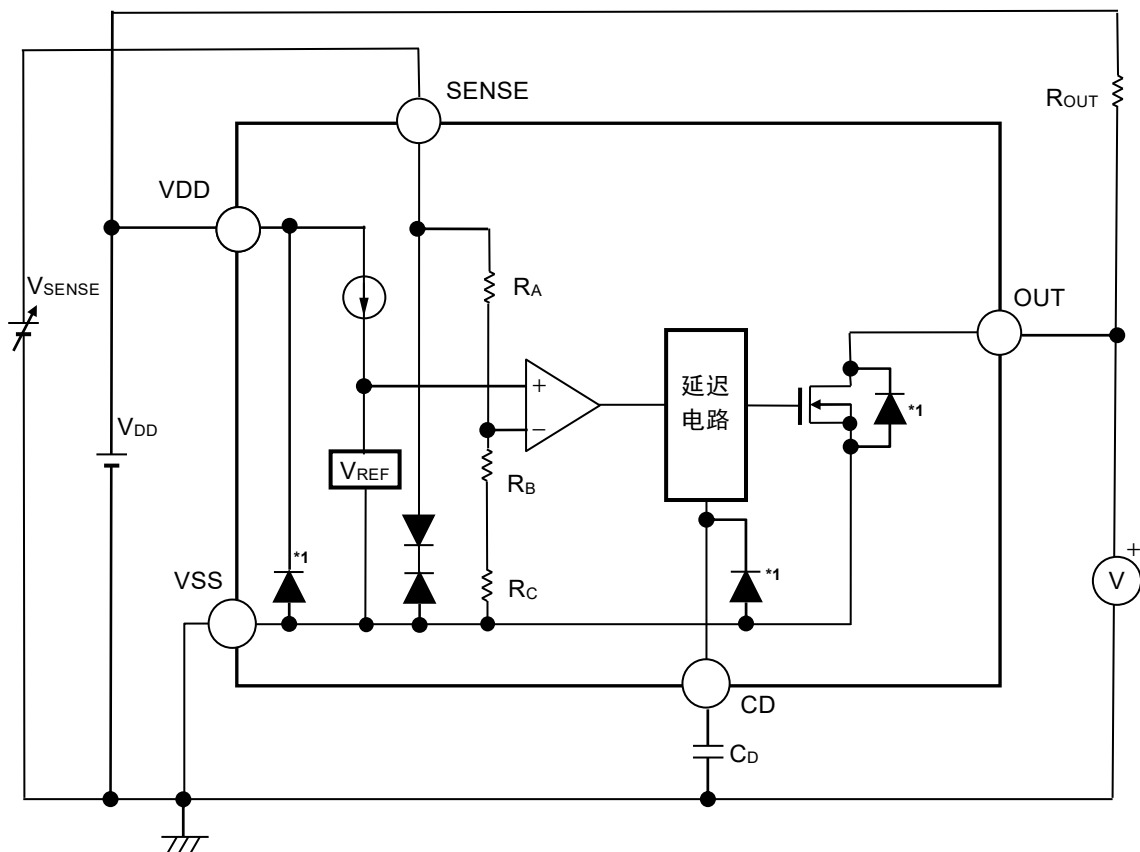 SENSE
ROUT
VDD
VSENSE
RA
OUT
+
延迟
电路
*1
−
VDD
VREF
RB
*1
*1
VSS
RC
+
V
CD
CD